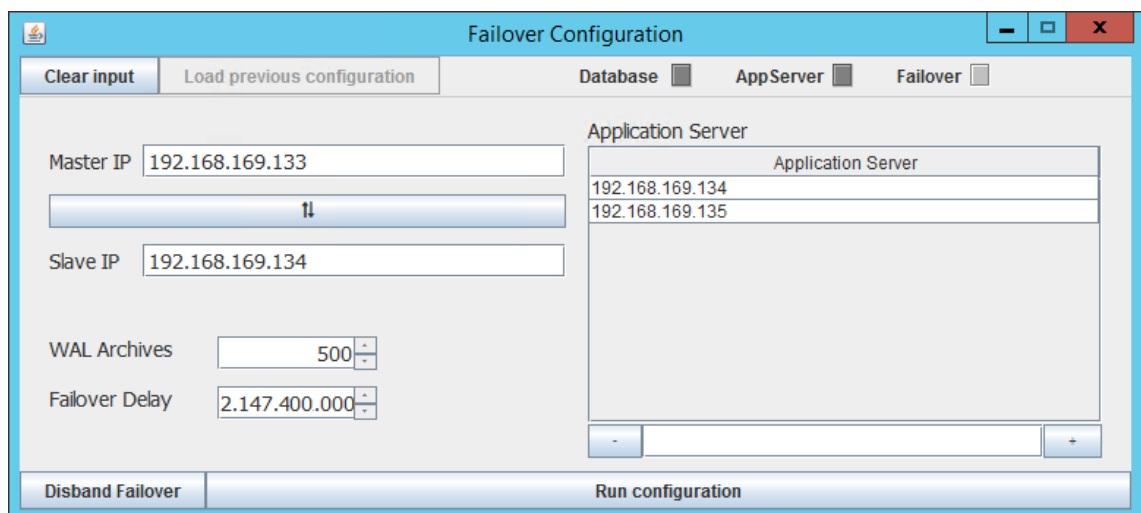 Failover Configuration
Clear input
Load previous configuration
Database
AppServer
Failover
Master IP
192.168.169.133
⇅
Slave IP
192.168.169.134
WAL Archives
500
Failover Delay
2.147.400.000
Application Server
Application Server
192.168.169.134
192.168.169.135
-
+
Disband Failover
Run configuration